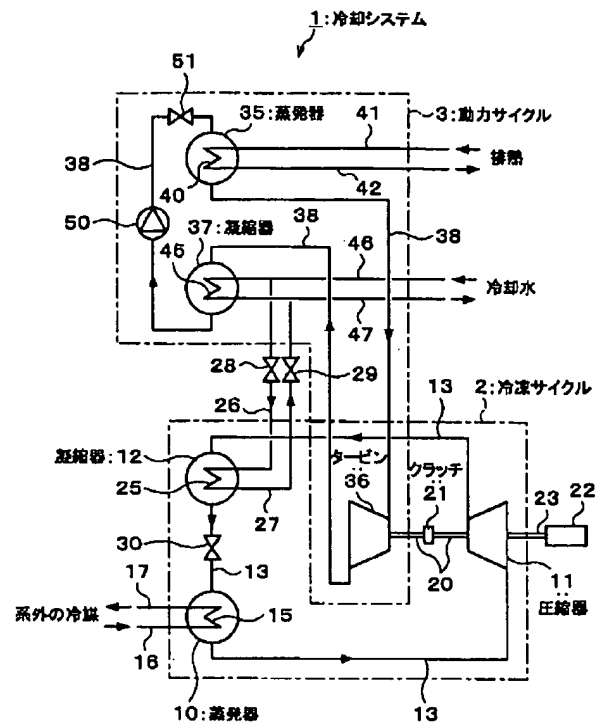 1:冷却システム
51
35:蒸発器
41
3:動力サイクル
38
排熱
40
42
50
37:凝縮器
38
46
38
45
冷却水
47
28
29
2:冷凍サイクル
26
13
凝縮器:12
タービン
36
クラッチ
21
25
27
23
22
30
13
20
11
圧縮器
17
系外の冷媒
15
16
10:蒸発器
13